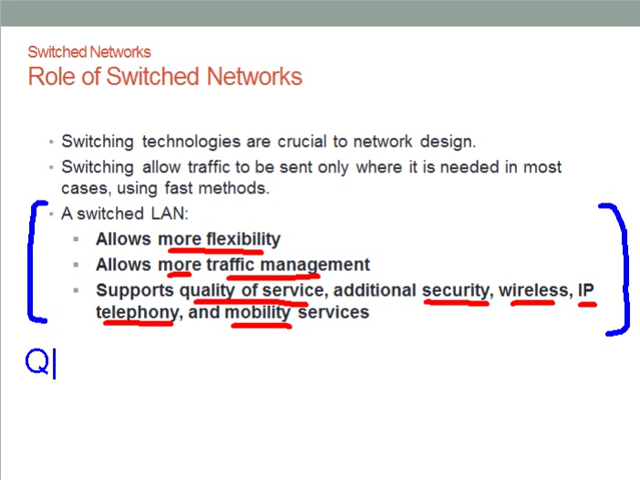 Switched Networks
Role of Switched Networks
• Switching technologies are crucial to network design.
• Switching allow traffic to be sent only where it is needed in most
cases, using fast methods.
• A switched LAN:
▪ Allows more flexibility
▪ Allows more traffic management
▪ Supports quality of service, additional security, wireless, IP
telephony, and mobility services
Q